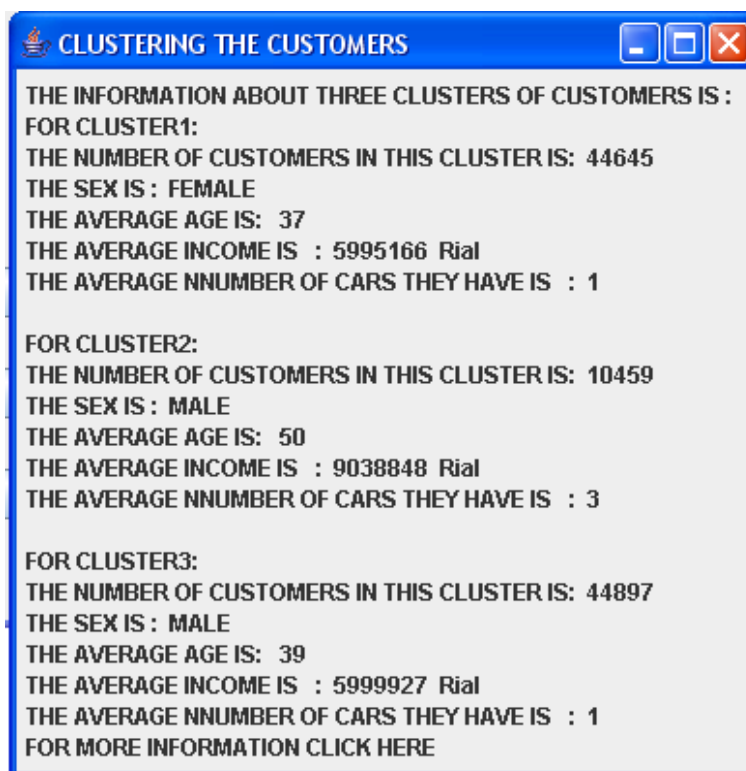 CLUSTERING THE CUSTOMERS
THE INFORMATION ABOUT THREE CLUSTERS OF CUSTOMERS IS :
FOR CLUSTER1:
THE NUMBER OF CUSTOMERS IN THIS CLUSTER IS: 44645
THE SEX IS : FEMALE
THE AVERAGE AGE IS: 37
THE AVERAGE INCOME IS : 5995166 Rial
THE AVERAGE NNUMBER OF CARS THEY HAVE IS : 1
FOR CLUSTER2:
THE NUMBER OF CUSTOMERS IN THIS CLUSTER IS: 10459
THE SEX IS : MALE
THE AVERAGE AGE IS: 50
THE AVERAGE INCOME IS : 9038848 Rial
THE AVERAGE NNUMBER OF CARS THEY HAVE IS : 3
FOR CLUSTER3:
THE NUMBER OF CUSTOMERS IN THIS CLUSTER IS: 44897
THE SEX IS : MALE
THE AVERAGE AGE IS: 39
THE AVERAGE INCOME IS : 5999927 Rial
THE AVERAGE NNUMBER OF CARS THEY HAVE IS : 1
FOR MORE INFORMATION CLICK HERE